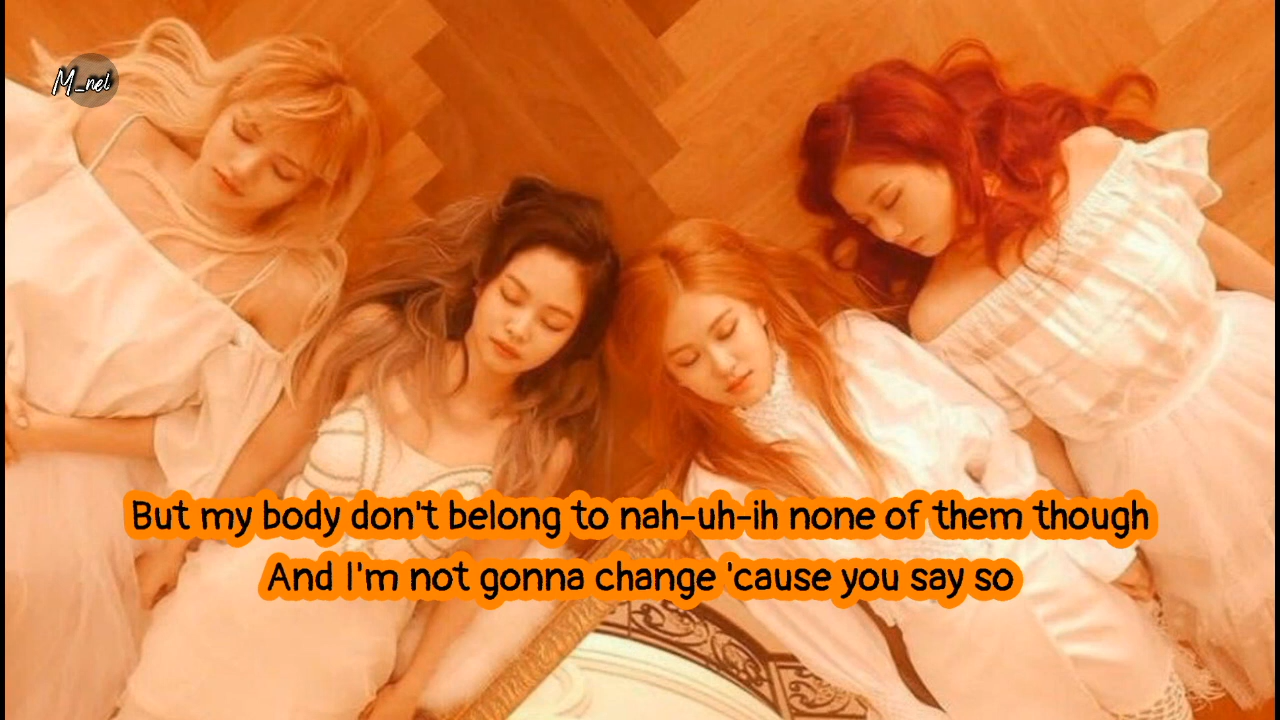 M_nel
But my body don't belong to nah-uh-ih none of them though
And I'm not gonna change 'cause you say so